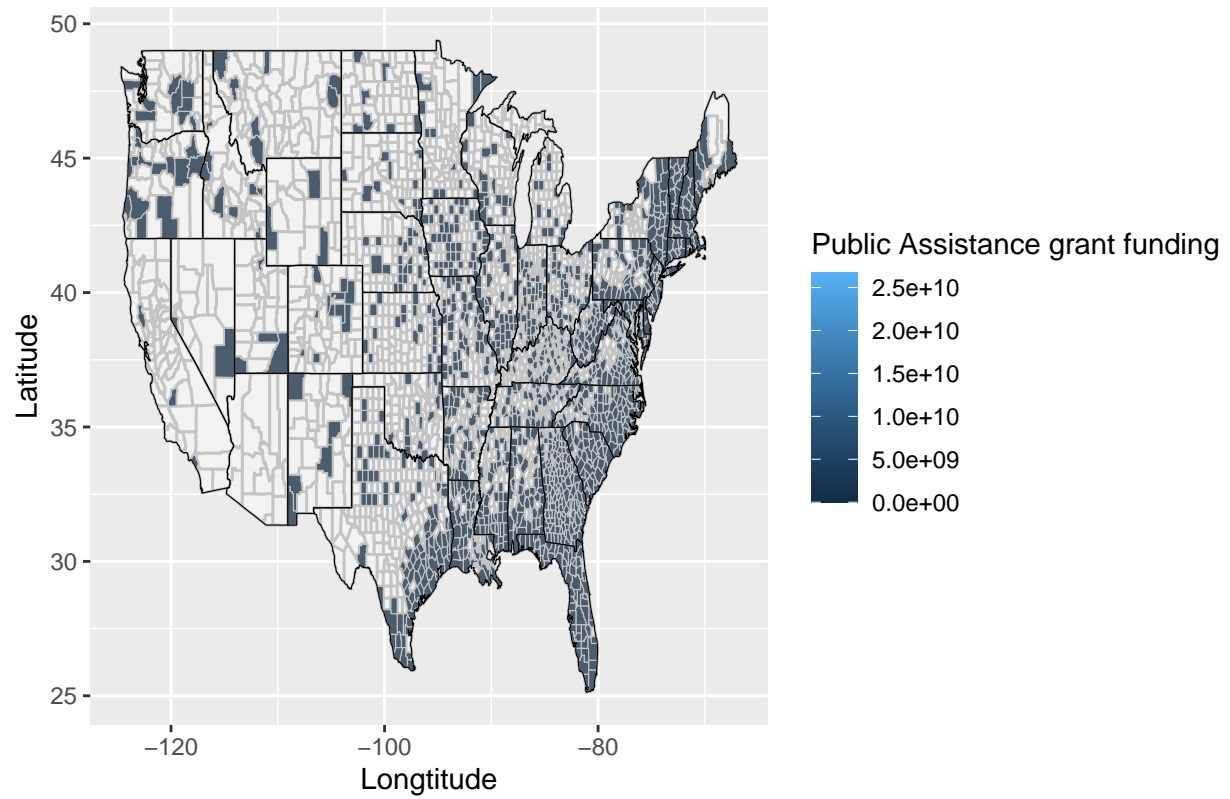 50
45
40
35
30
25
Latitude
−120
−100
−80
Longtitude
Public Assistance grant funding
2.5e+10
2.0e+10
1.5e+10
1.0e+10
5.0e+09
0.0e+00